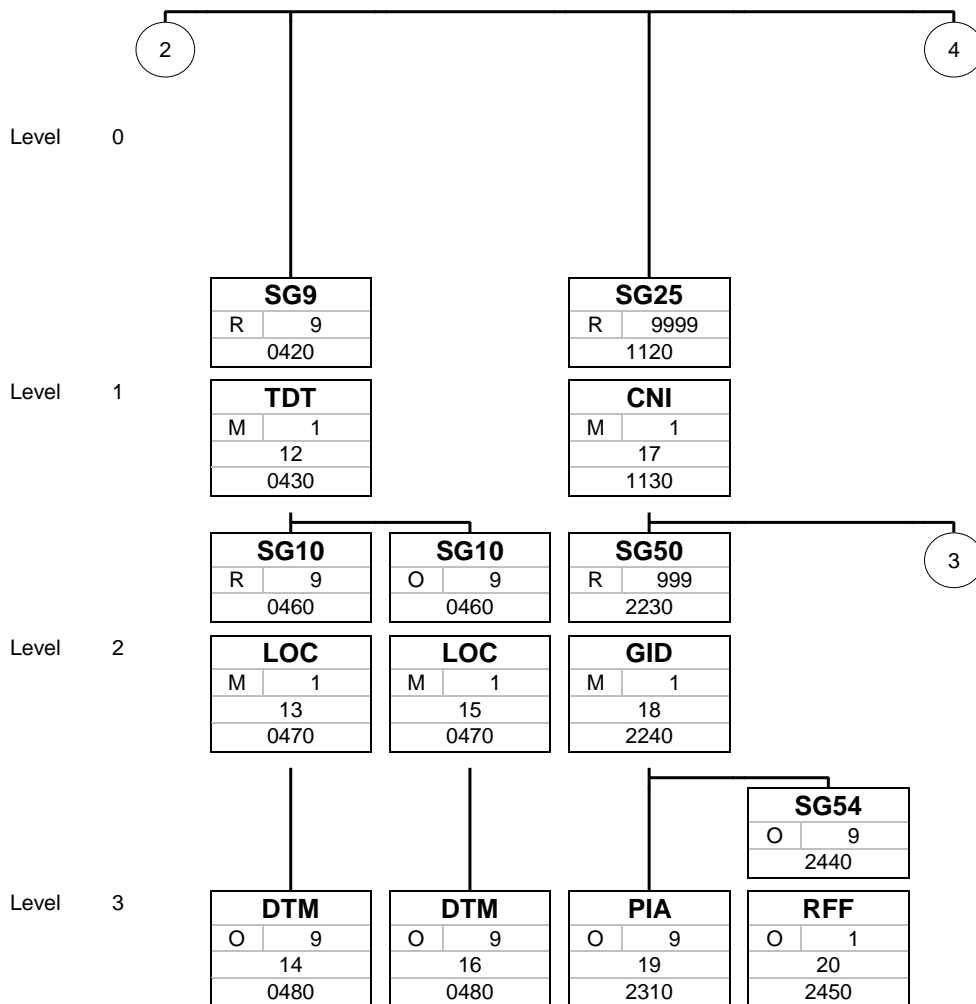 2 4
Level 0
SG9 SG25
R 9 R 9999
0420 1120
Level 1 TDT CNI
M 1 M 1
12 17
0430 1130
SG10 SG10 SG50 3
R 9 O 9 R 999
0460 0460 2230
Level 2 LOC LOC GID
M 1 M 1 M 1
13 15 18
0470 0470 2240
SG54
O 9
2440
Level 3 DTM DTM PIA RFF
O 9 O 9 O 9 O 1
14 16 19 20
0480 0480 2310 2450